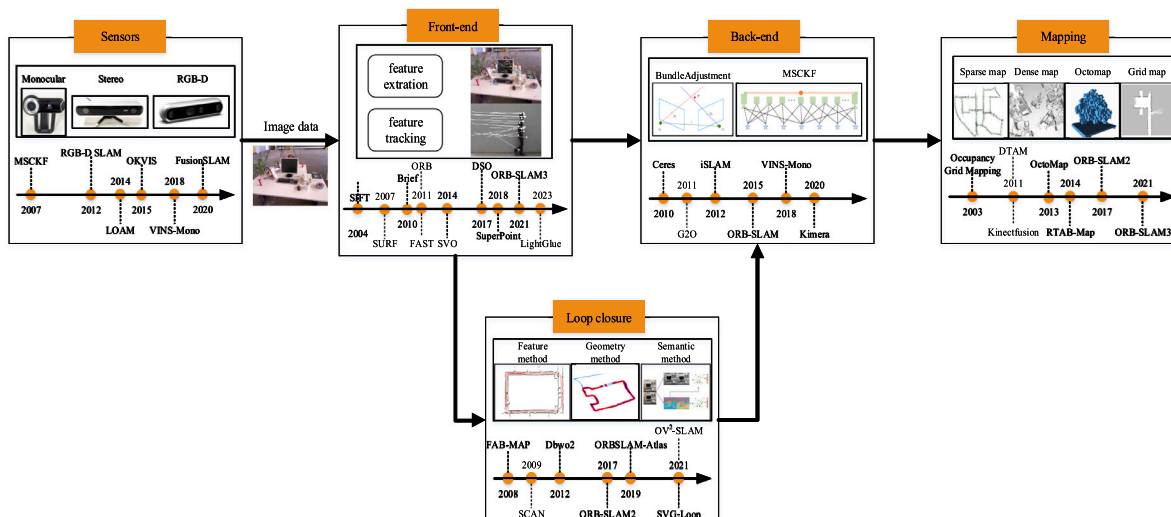 Sensors
Monocular
Stereo
RGB-D
MSCKF
RGB-D SLAM
2014
OKVIS
2018
FusionSLAM
2007
2012
LOAM
2015
VINS-Mono
2020
Image data
Front-end
feature
extration
feature
tracking
SIFT
2007
Brief
ORB
2011
2014
DSO
2018
ORB-SLAM3
2023
2004
SURF
2010
FAST
SVO
2017
SuperPoint
2021
LightGlue
Back-end
BundleAdjustment
MSCKF
Ceres
2011
iSLAM
2015
VINS-Mono
2020
2010
G2O
2012
ORB-SLAM
2018
Kimera
Mapping
Sparse map
Dense map
Octomap
Grid map
Occupancy
Grid Mapping
DTAM
2011
OctoMap
2014
ORB-SLAM2
2021
2003
Kinectfusion
2013
RTAB-Map
2017
ORB-SLAM3
Loop closure
Feature
method
Geometry
method
Semantic
method
FAB-MAP
2009
Dbwo2
2017
ORBSLAM-Atlas
OV²-SLAM
2021
2008
SCAN
2012
ORB-SLAM2
2019
SVG-Loop